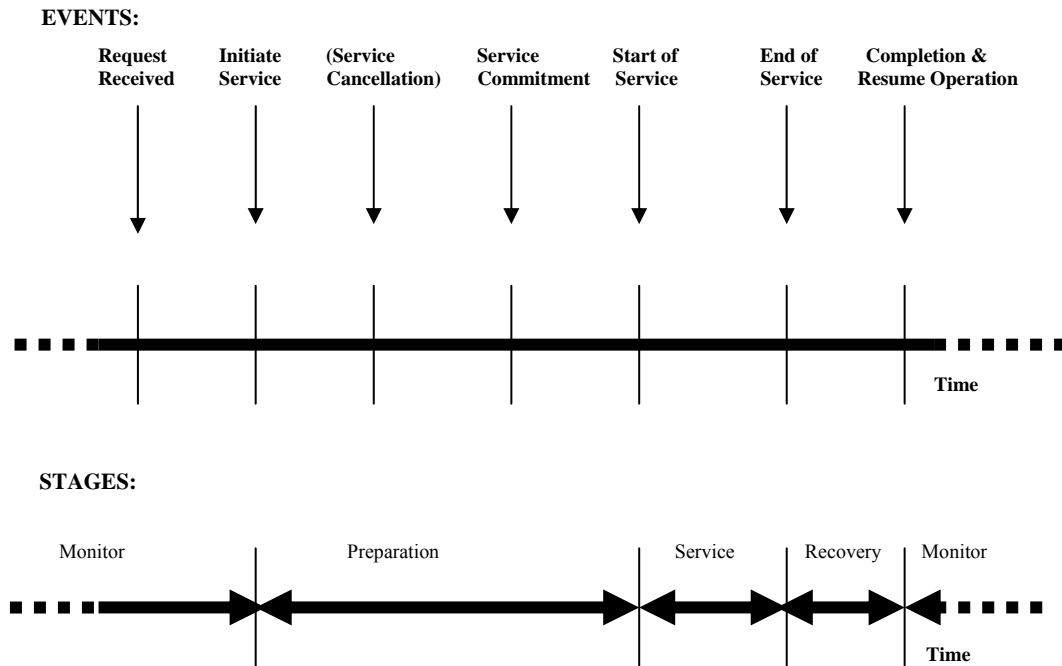 EVENTS:
Request Initiate (Service Service Start of End of Completion &
Received Service Cancellation) Commitment Service Service Resume Operation
Time
STAGES:
Monitor Preparation Service Recovery Monitor
Time